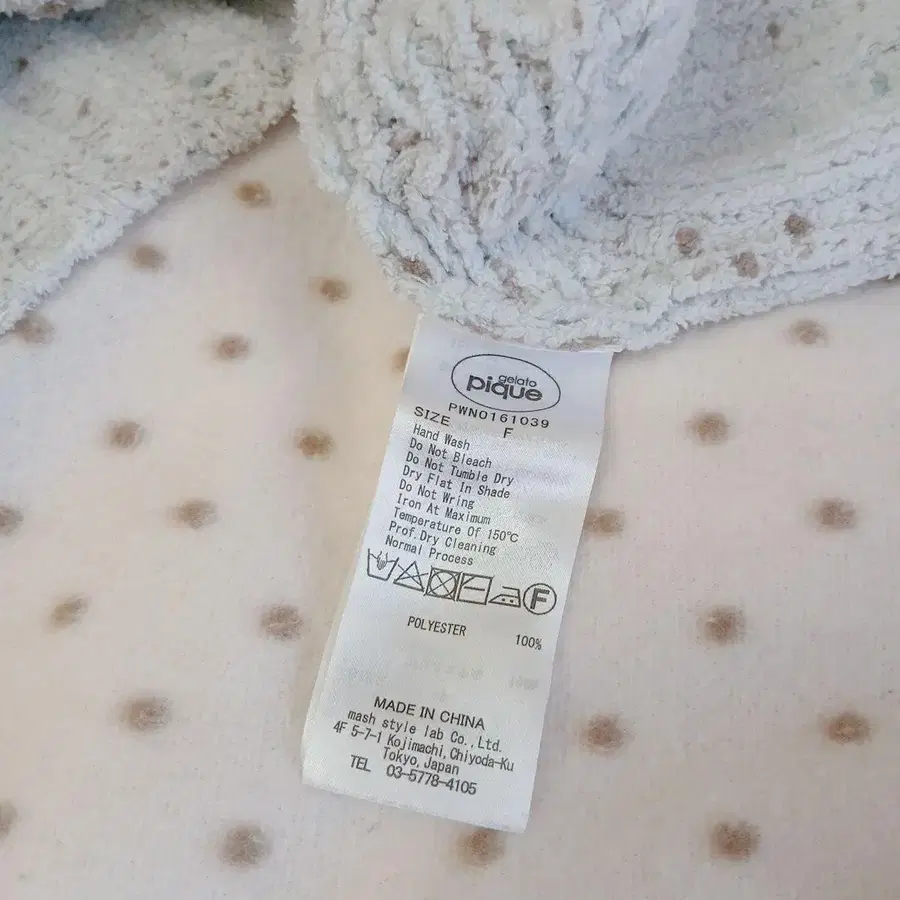 gelato
pique
PWNO161039
SIZE F
Hand Wash
Do Not Bleach
Do Not Tumble Dry
Dry Flat In Shade
Do Not Wring
Iron At Maximum
Temperature Of 150℃
Prof.Dry Cleaning
Normal Process
F
POLYESTER 100%
MADE IN CHINA
mash style lab Co.,Ltd.
4F 5-7-1 Kojimachi,Chiyoda-Ku
Tokyo,Japan
TEL 03-5778-4105